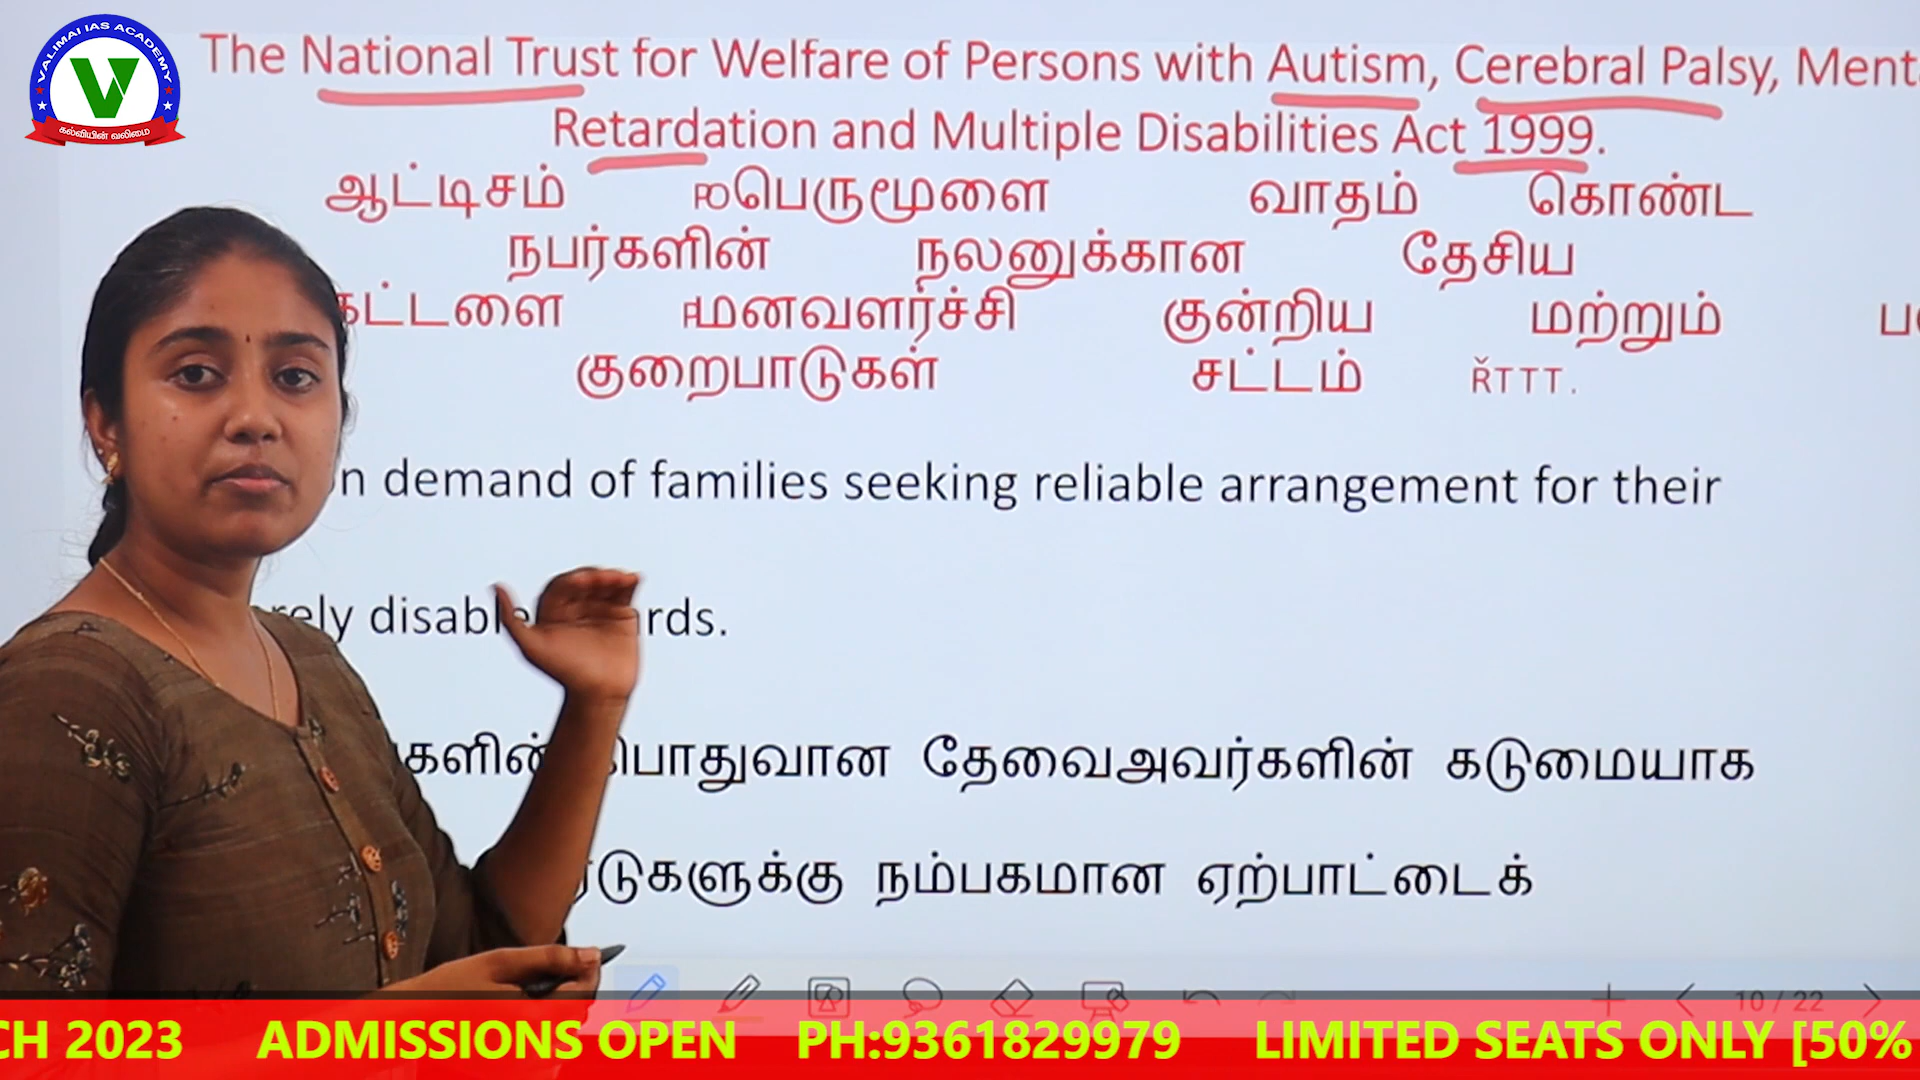 VALIMAI IAS ACADEMY
V
கல்வியின் வலிமை
The National Trust for Welfare of Persons with Autism, Cerebral Palsy, Ment
Retardation and Multiple Disabilities Act 1999.
ஆட்டிசம் PO பெருமூளை வாதம் கொண்ட
நபர்களின் நலனுக்கான தேசிய
கட்டளை மனவளர்ச்சி குன்றிய மற்றும்
குறைபாடுகள் சட்டம் ŘTTT.
n demand of families seeking reliable arrangement for their
rely disable rds.
களின் பொதுவான தேவைஅவர்களின் கடுமையாக
டுகளுக்கு நம்பகமான ஏற்பாட்டைக்
10 / 22
CH 2023 ADMISSIONS OPEN PH:9361829979 LIMITED SEATS ONLY [50%